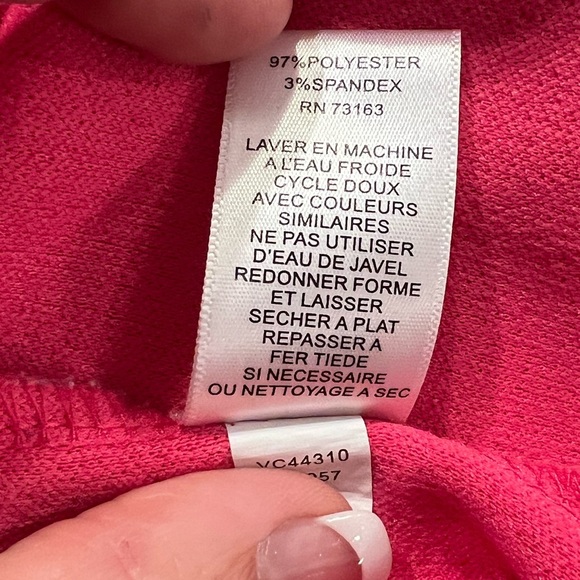 97%POLYESTER
3%SPANDEX
RN 73163
LAVER EN MACHINE
A L'EAU FROIDE
CYCLE DOUX
AVEC COULEURS
SIMILAIRES
NE PAS UTILISER
D'EAU DE JAVEL
REDONNER FORME
ET LAISSER
SECHER A PLAT
REPASSER A
FER TIEDE
SI NECESSAIRE
OU NETTOYAGE A SEC
VC44310